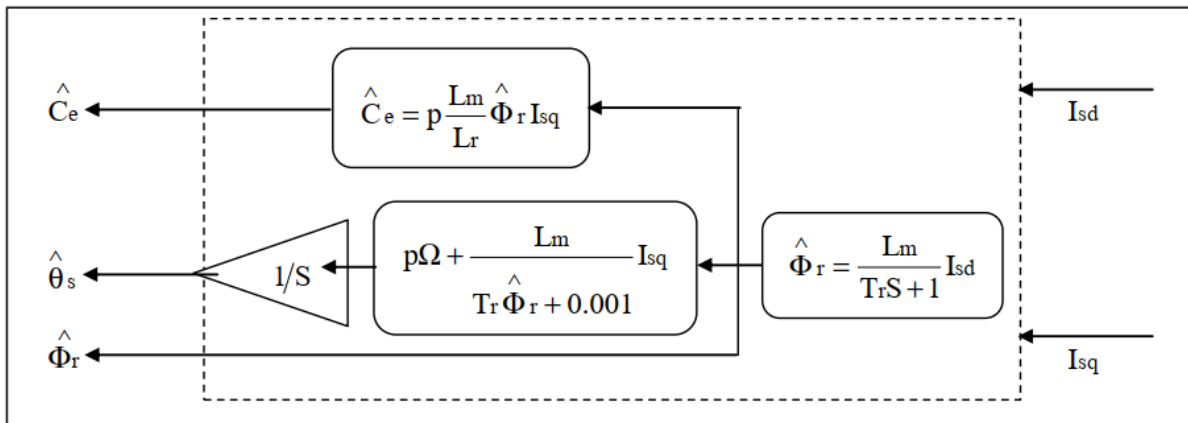 Ĉe
Ĉe = p Lm/Lr Φ̂r Isq
Isd
θ̂s
1/S
pΩ + Lm/(Tr Φ̂r + 0.001) Isq
Φ̂r = Lm/(TrS + 1) Isd
Φ̂r
Isq